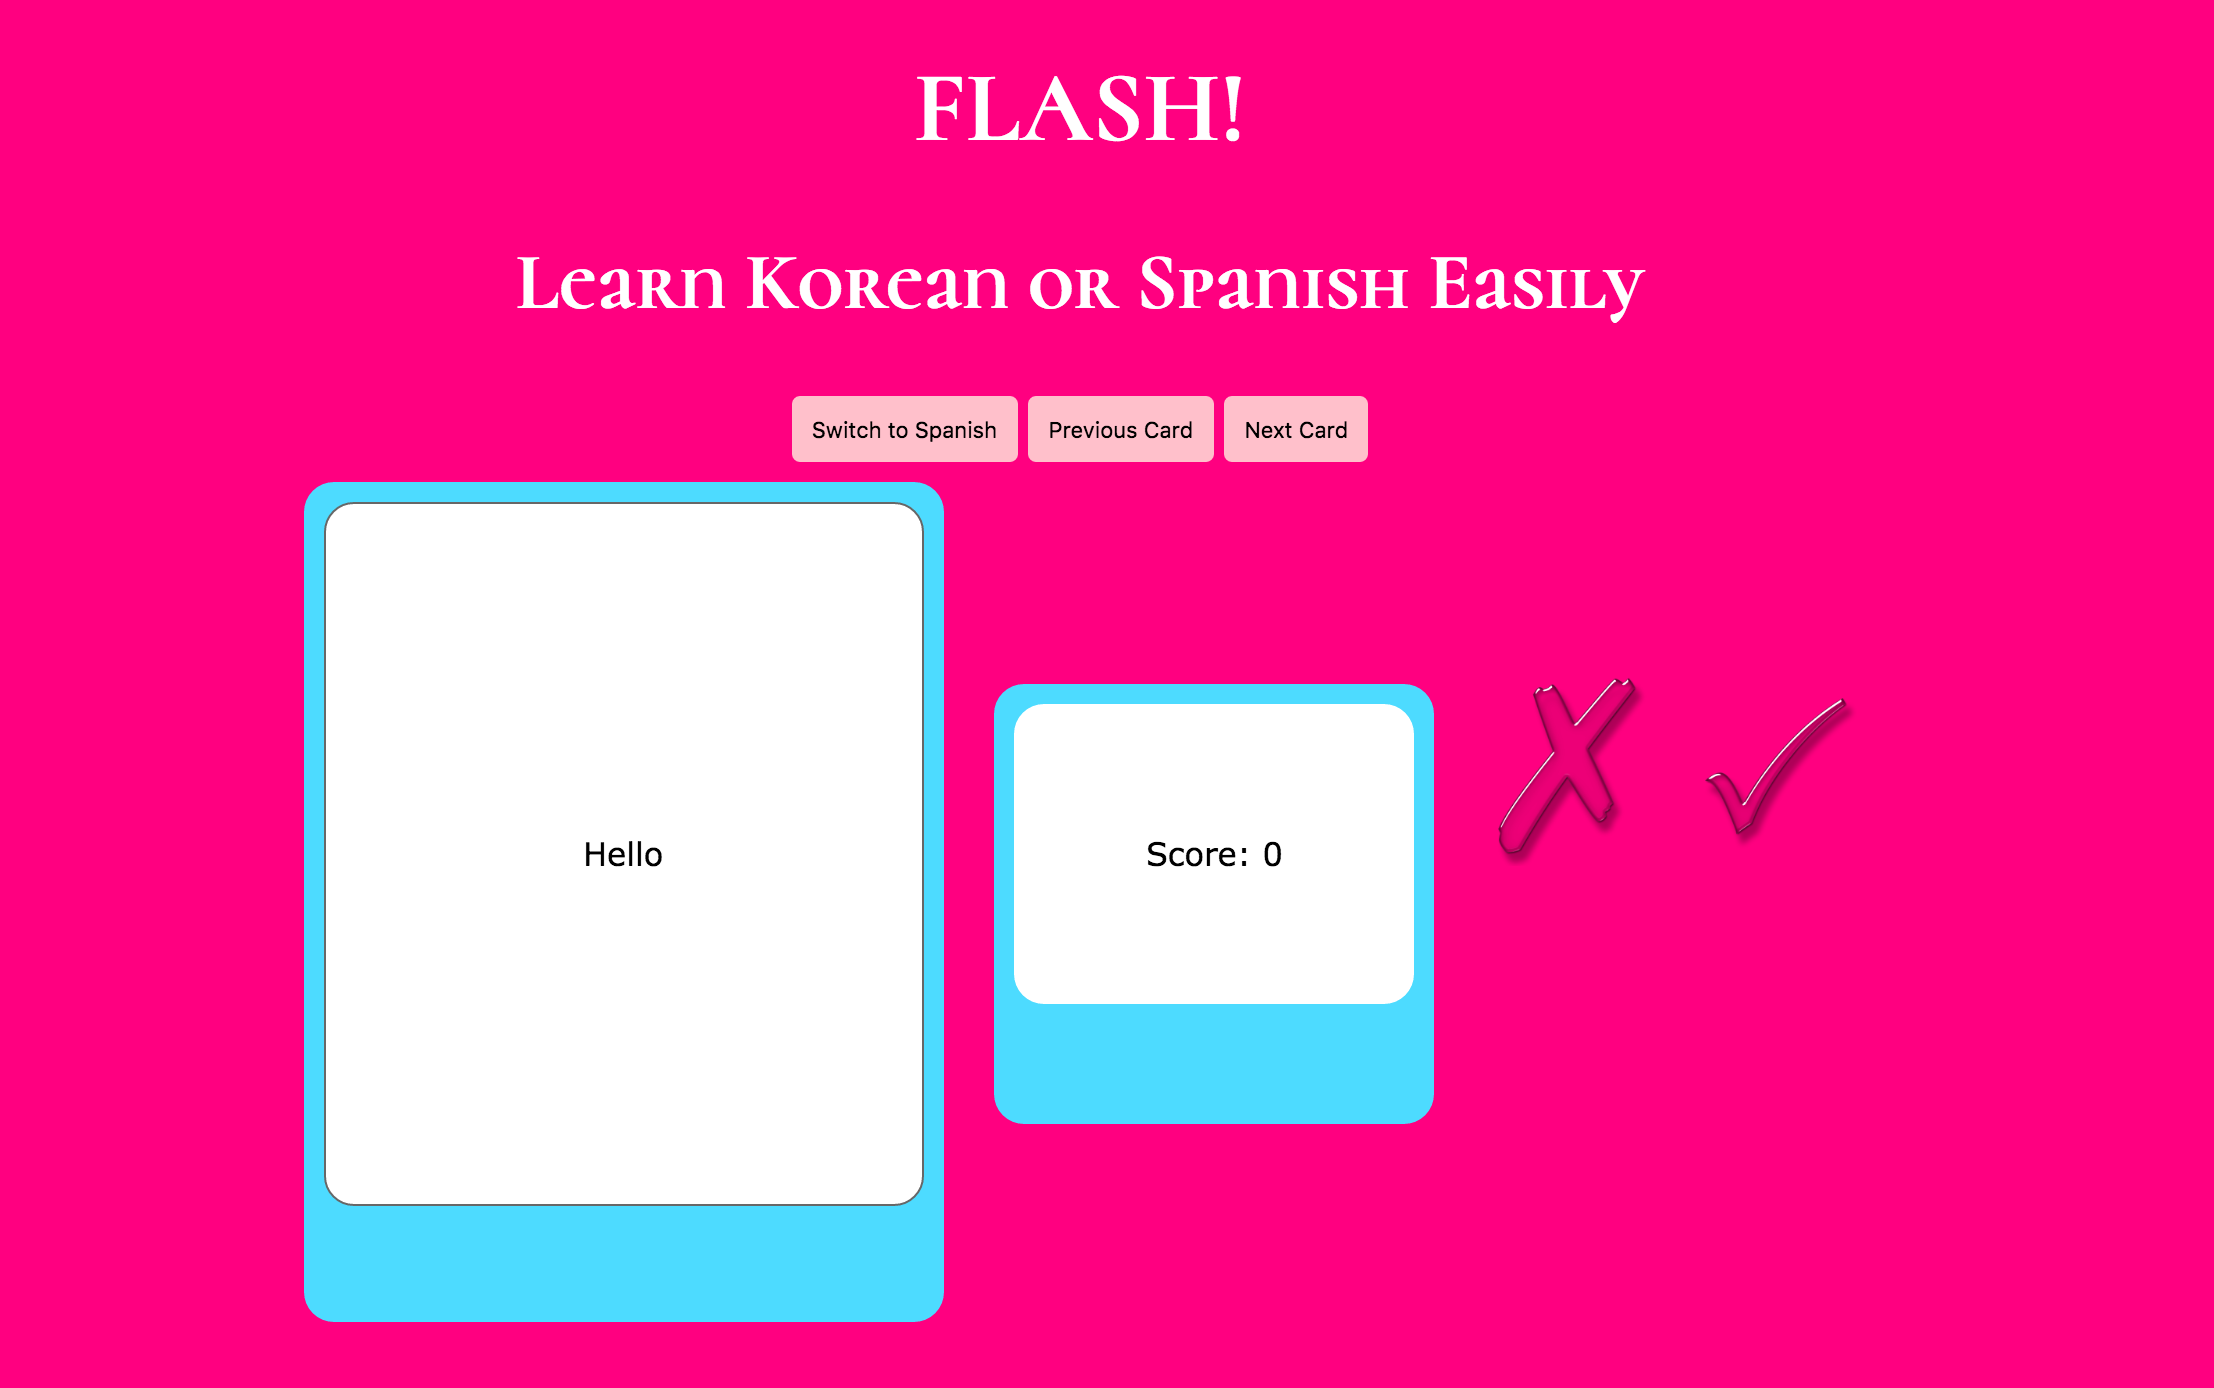 FLASH!
Learn Korean or Spanish Easily
Switch to Spanish
Previous Card
Next Card
Hello
Score: 0